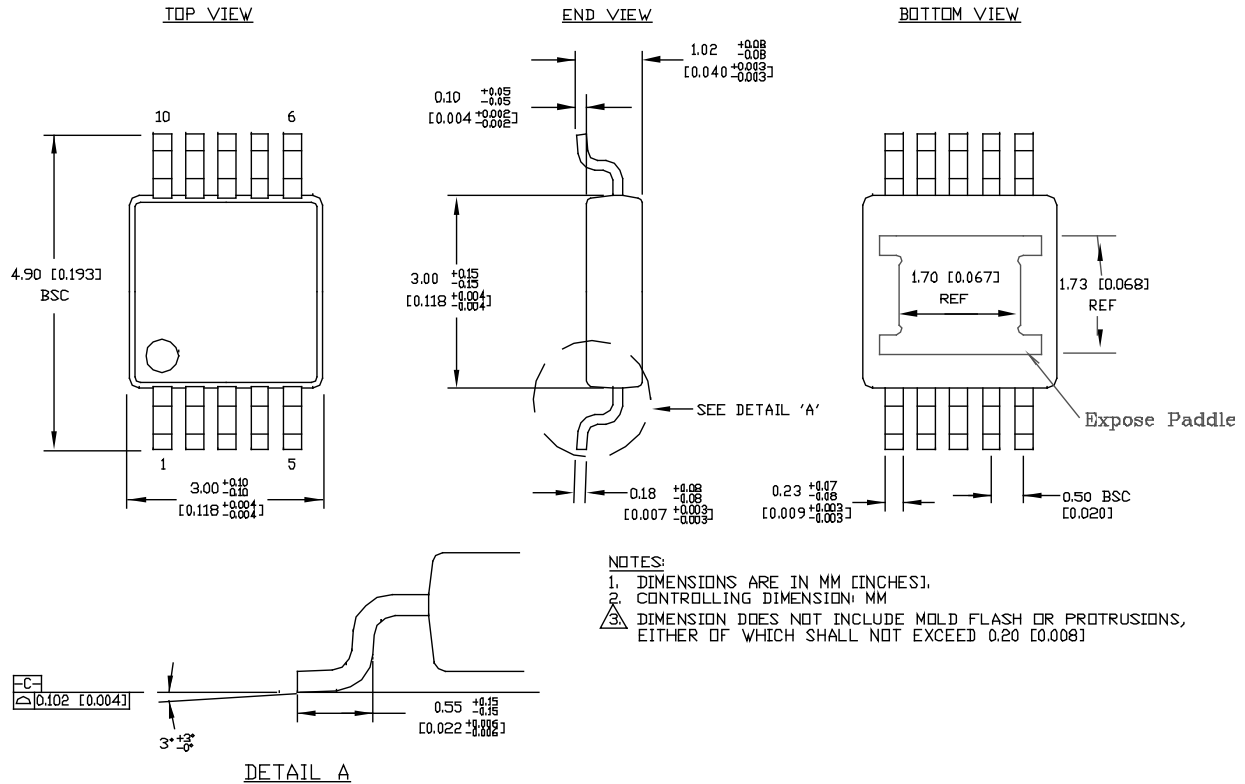 TOP VIEW
END VIEW
BOTTOM VIEW
10
6
4.90 [0.193]
BSC
1
5
3.00 +0.10 -0.10
[0.118 +0.004 -0.004]
1.02 +0.08 -0.08
[0.040 +0.003 -0.003]
0.10 +0.05 -0.05
[0.004 +0.002 -0.002]
3.00 +0.15 -0.15
[0.118 +0.004 -0.004]
SEE DETAIL 'A'
0.18 +0.08 -0.08
[0.007 +0.003 -0.003]
1.70 [0.067]
REF
1.73 [0.068]
REF
Expose Paddle
0.23 +0.07 -0.08
[0.009 +0.003 -0.003]
0.50 BSC
[0.020]
NOTES:
1. DIMENSIONS ARE IN MM [INCHES].
2. CONTROLLING DIMENSION: MM
3. DIMENSION DOES NOT INCLUDE MOLD FLASH OR PROTRUSIONS,
EITHER OF WHICH SHALL NOT EXCEED 0.20 [0.008]
-C-
0.102 [0.004]
3° +3° -0°
0.55 +0.15 -0.15
[0.022 +0.006 -0.002]
DETAIL A